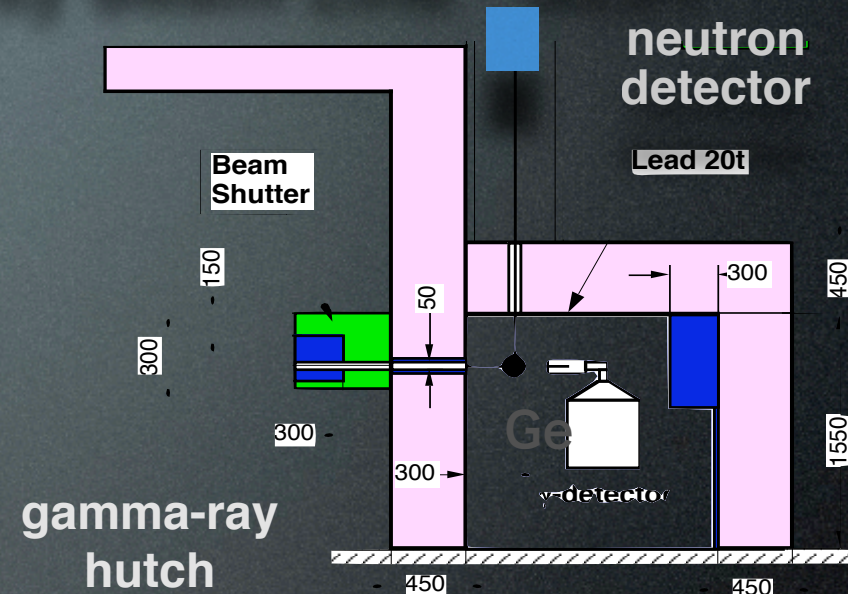 neutron
detector
Lead 20t
Beam
Shutter
150
300
450
50
300
300
Ge
1550
300
γ-detector
gamma-ray
hutch
450
450